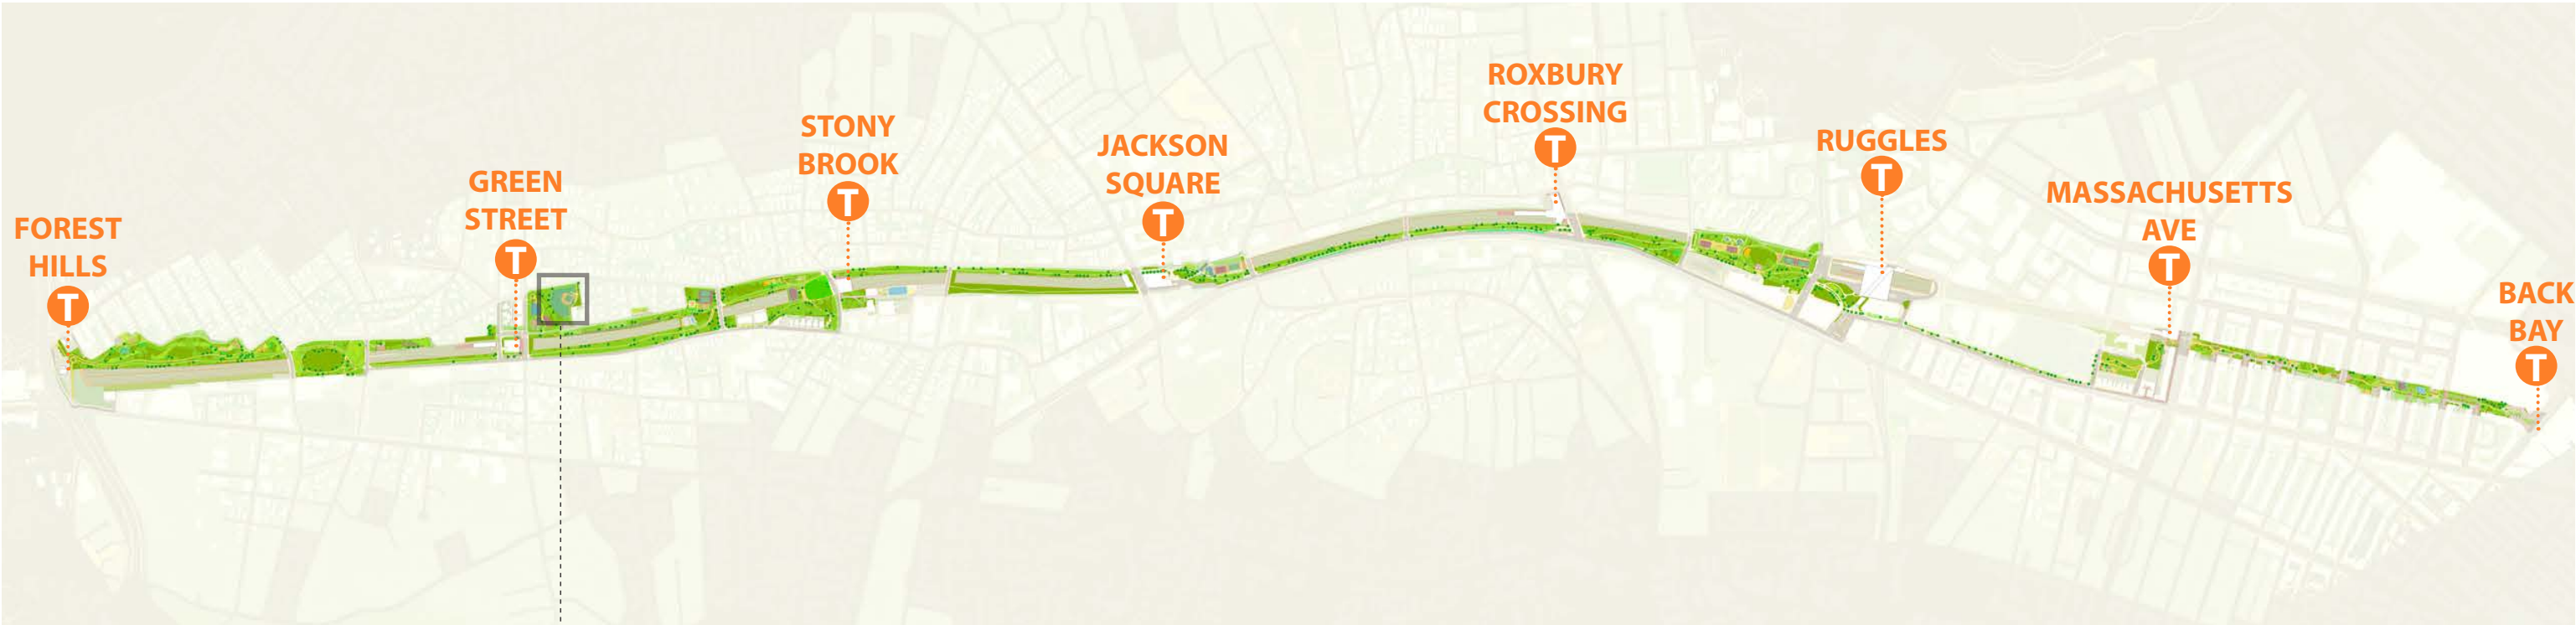 FOREST
HILLS
T
GREEN
STREET
T
STONY
BROOK
T
JACKSON
SQUARE
T
ROXBURY
CROSSING
T
RUGGLES
T
MASSACHUSETTS
AVE
T
BACK
BAY
T